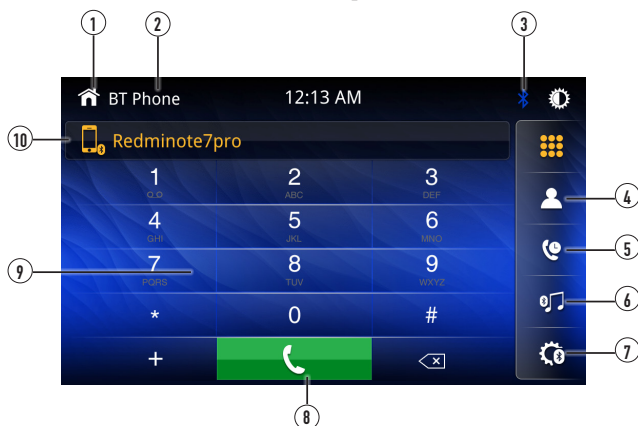 1 2 3
BT Phone 12:13 AM
10 Redminote7pro
1 2 3
Ω.Ω ABC DEF
4
4 5 6
GHI JKL MNO
5
7 8 9
9 PQRS TUV WXYZ
6
* 0 #
7
+
8